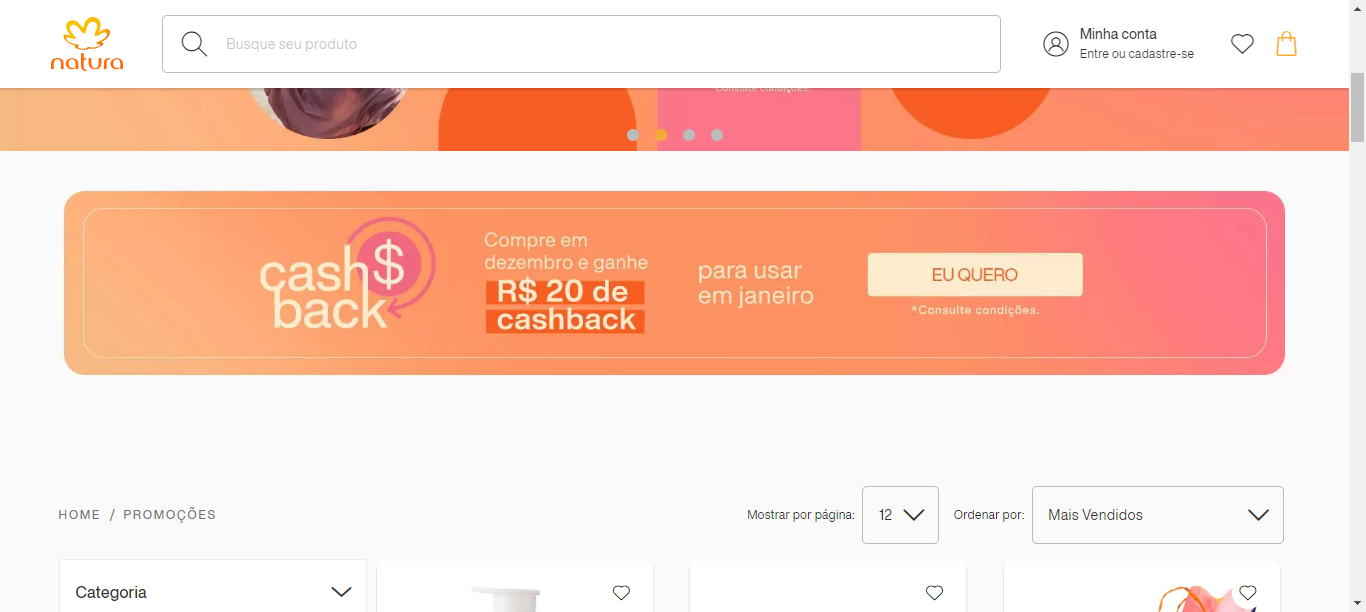 natura
Busque seu produto
Minha conta
Entre ou cadastre-se
*Consulte condições.
cash$
back
Compre em
dezembro e ganhe
R$ 20 de
cashback
para usar
em janeiro
EU QUERO
*Consulte condições.
HOME / PROMOÇÕES
Mostrar por página:
12
Ordenar por:
Mais Vendidos
Categoria